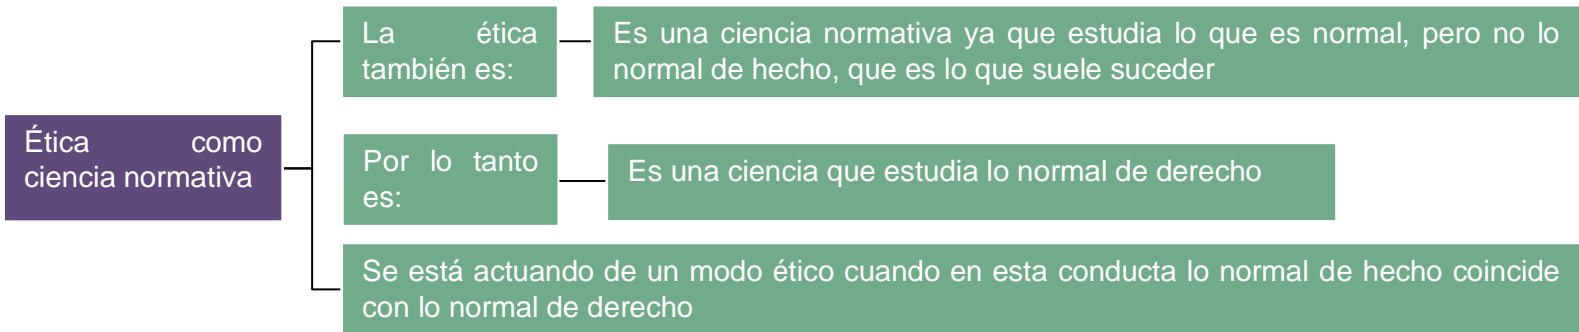 Ética como
ciencia normativa
La ética
también es:
Es una ciencia normativa ya que estudia lo que es normal, pero no lo
normal de hecho, que es lo que suele suceder
Por lo tanto
es:
Es una ciencia que estudia lo normal de derecho
Se está actuando de un modo ético cuando en esta conducta lo normal de hecho coincide
con lo normal de derecho